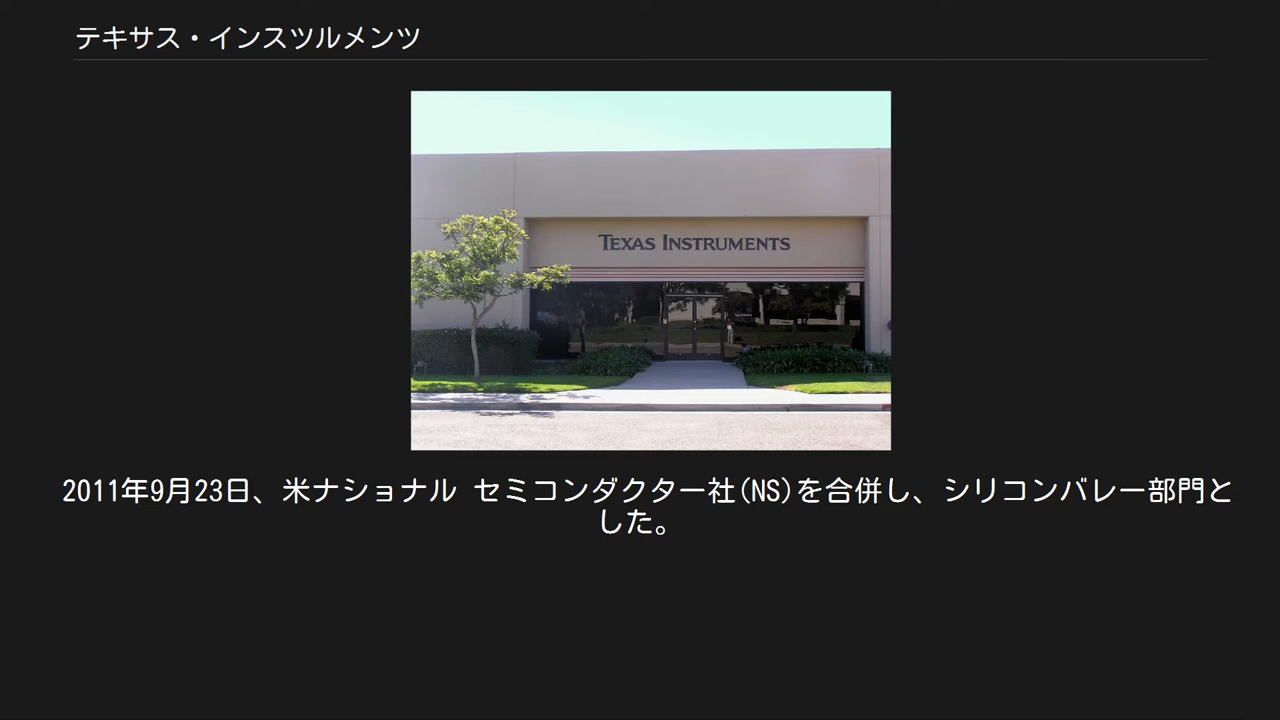 テキサス・インスツルメンツ
TEXAS INSTRUMENTS
2011年9月23日、米ナショナル セミコンダクター社(NS)を合併し、シリコンバレー部門と
した。